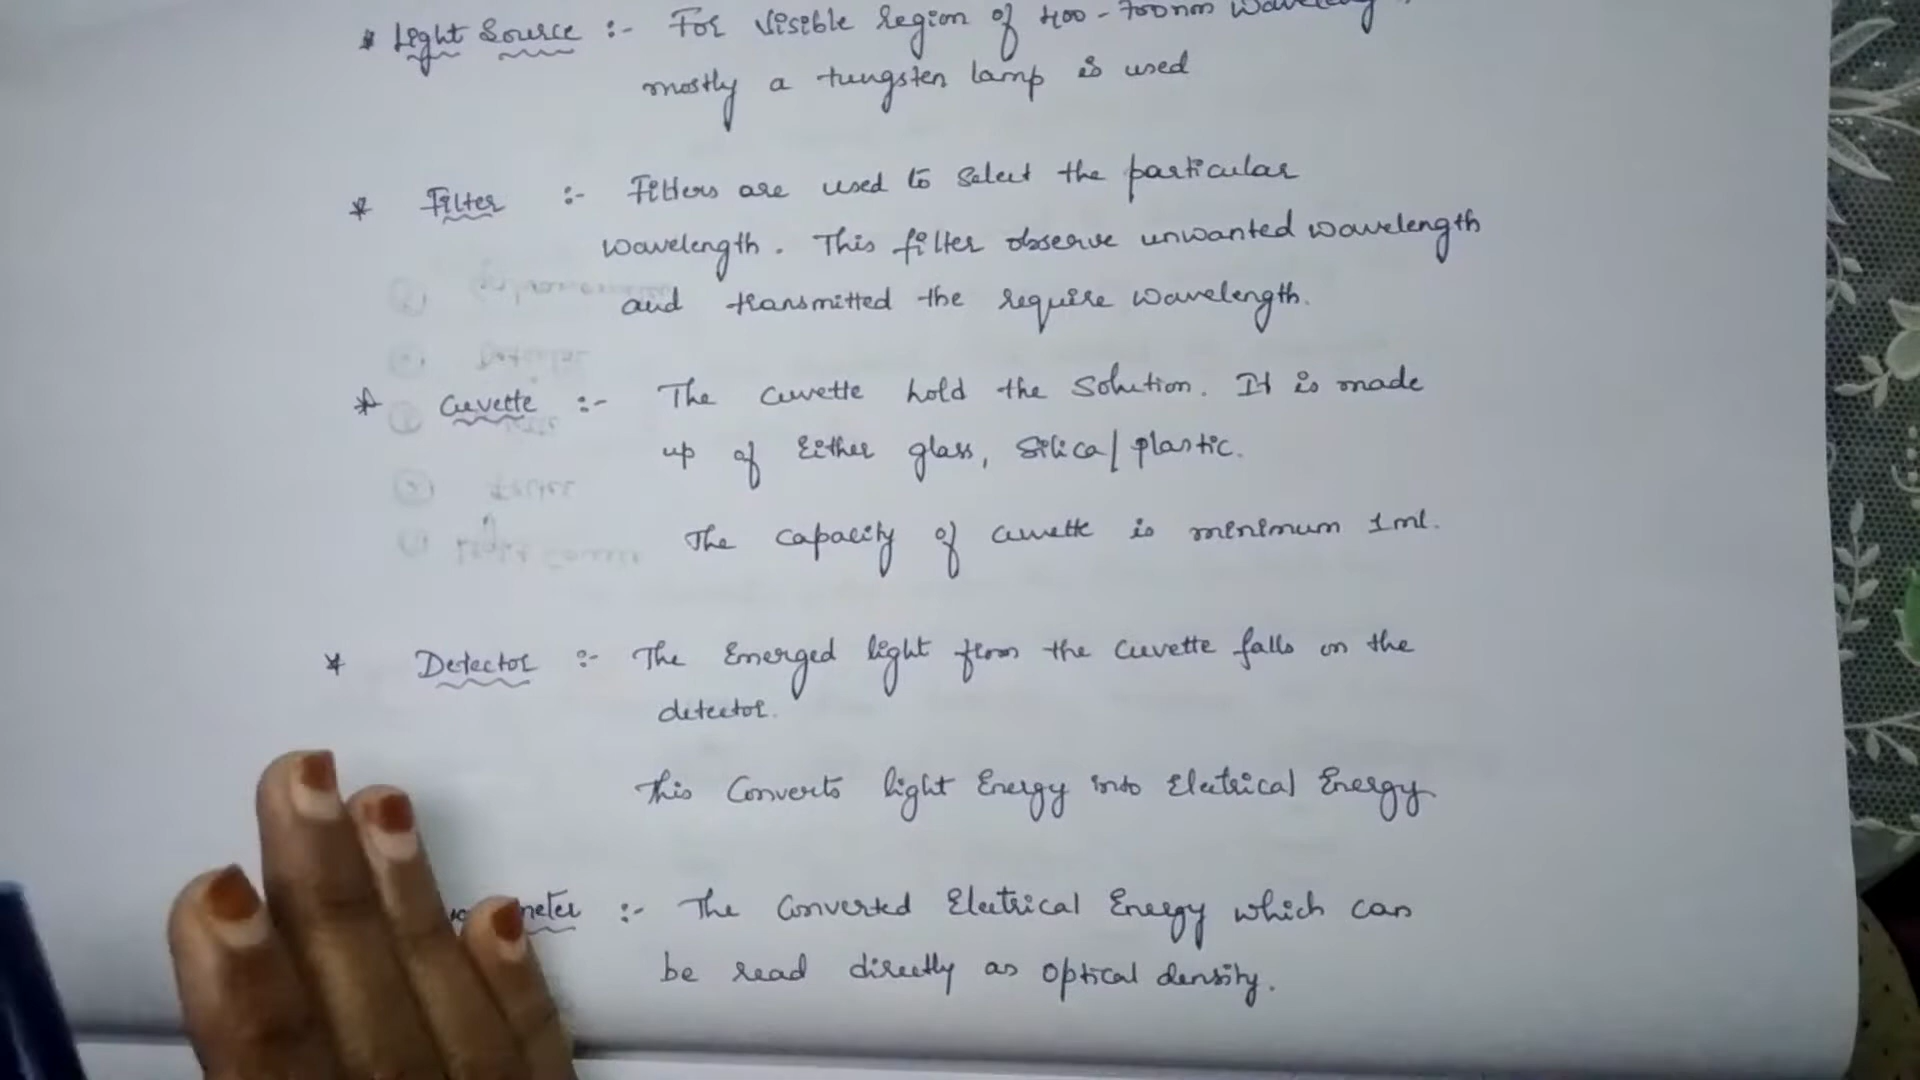 * Light Source :- For visible region of 400 - 700nm
mostly a tungsten lamp is used
* Filter :- Filters are used to select the particular
wavelength. This filter observe unwanted wavelength
and transmitted the require wavelength.
* Cuvette :- The cuvette hold the solution. It is made
up of Either glass, Silica/plastic.
The capacity of cuvette is minimum 1ml.
* Detector :- The Emerged light from the cuvette falls on the
detector.
This Converts light Energy into Electrical Energy
meter :- The Converted Electrical Energy which can
be read directly as optical density.